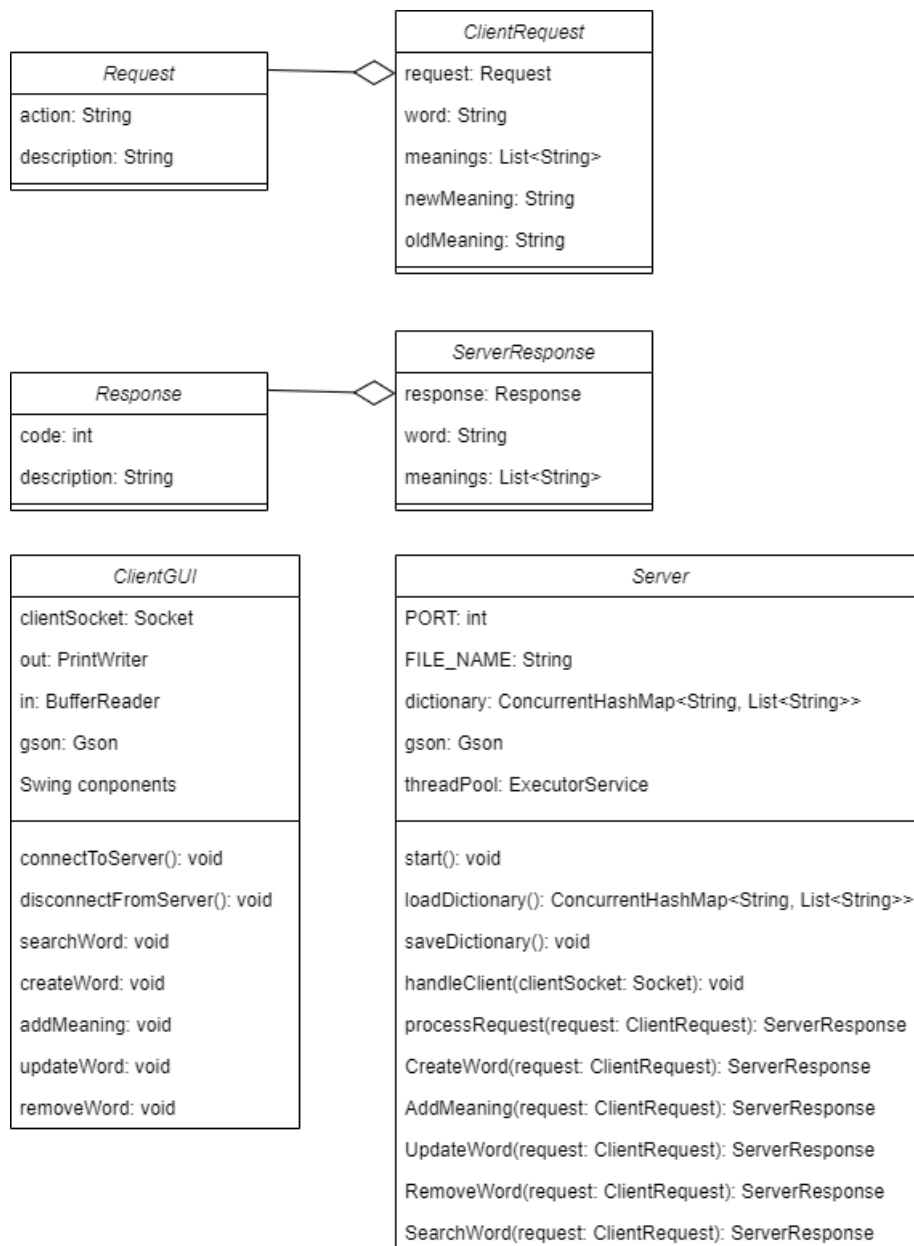 ClientRequest
request: Request
word: String
meanings: List<String>
newMeaning: String
oldMeaning: String
Request
action: String
description: String
ServerResponse
response: Response
word: String
meanings: List<String>
Response
code: int
description: String
ClientGUI
clientSocket: Socket
out: PrintWriter
in: BufferReader
gson: Gson
Swing conponents
connectToServer(): void
disconnectFromServer(): void
searchWord: void
createWord: void
addMeaning: void
updateWord: void
removeWord: void
Server
PORT: int
FILE_NAME: String
dictionary: ConcurrentHashMap<String, List<String>>
gson: Gson
threadPool: ExecutorService
start(): void
loadDictionary(): ConcurrentHashMap<String, List<String>>
saveDictionary(): void
handleClient(clientSocket: Socket): void
processRequest(request: ClientRequest): ServerResponse
CreateWord(request: ClientRequest): ServerResponse
AddMeaning(request: ClientRequest): ServerResponse
UpdateWord(request: ClientRequest): ServerResponse
RemoveWord(request: ClientRequest): ServerResponse
SearchWord(request: ClientRequest): ServerResponse